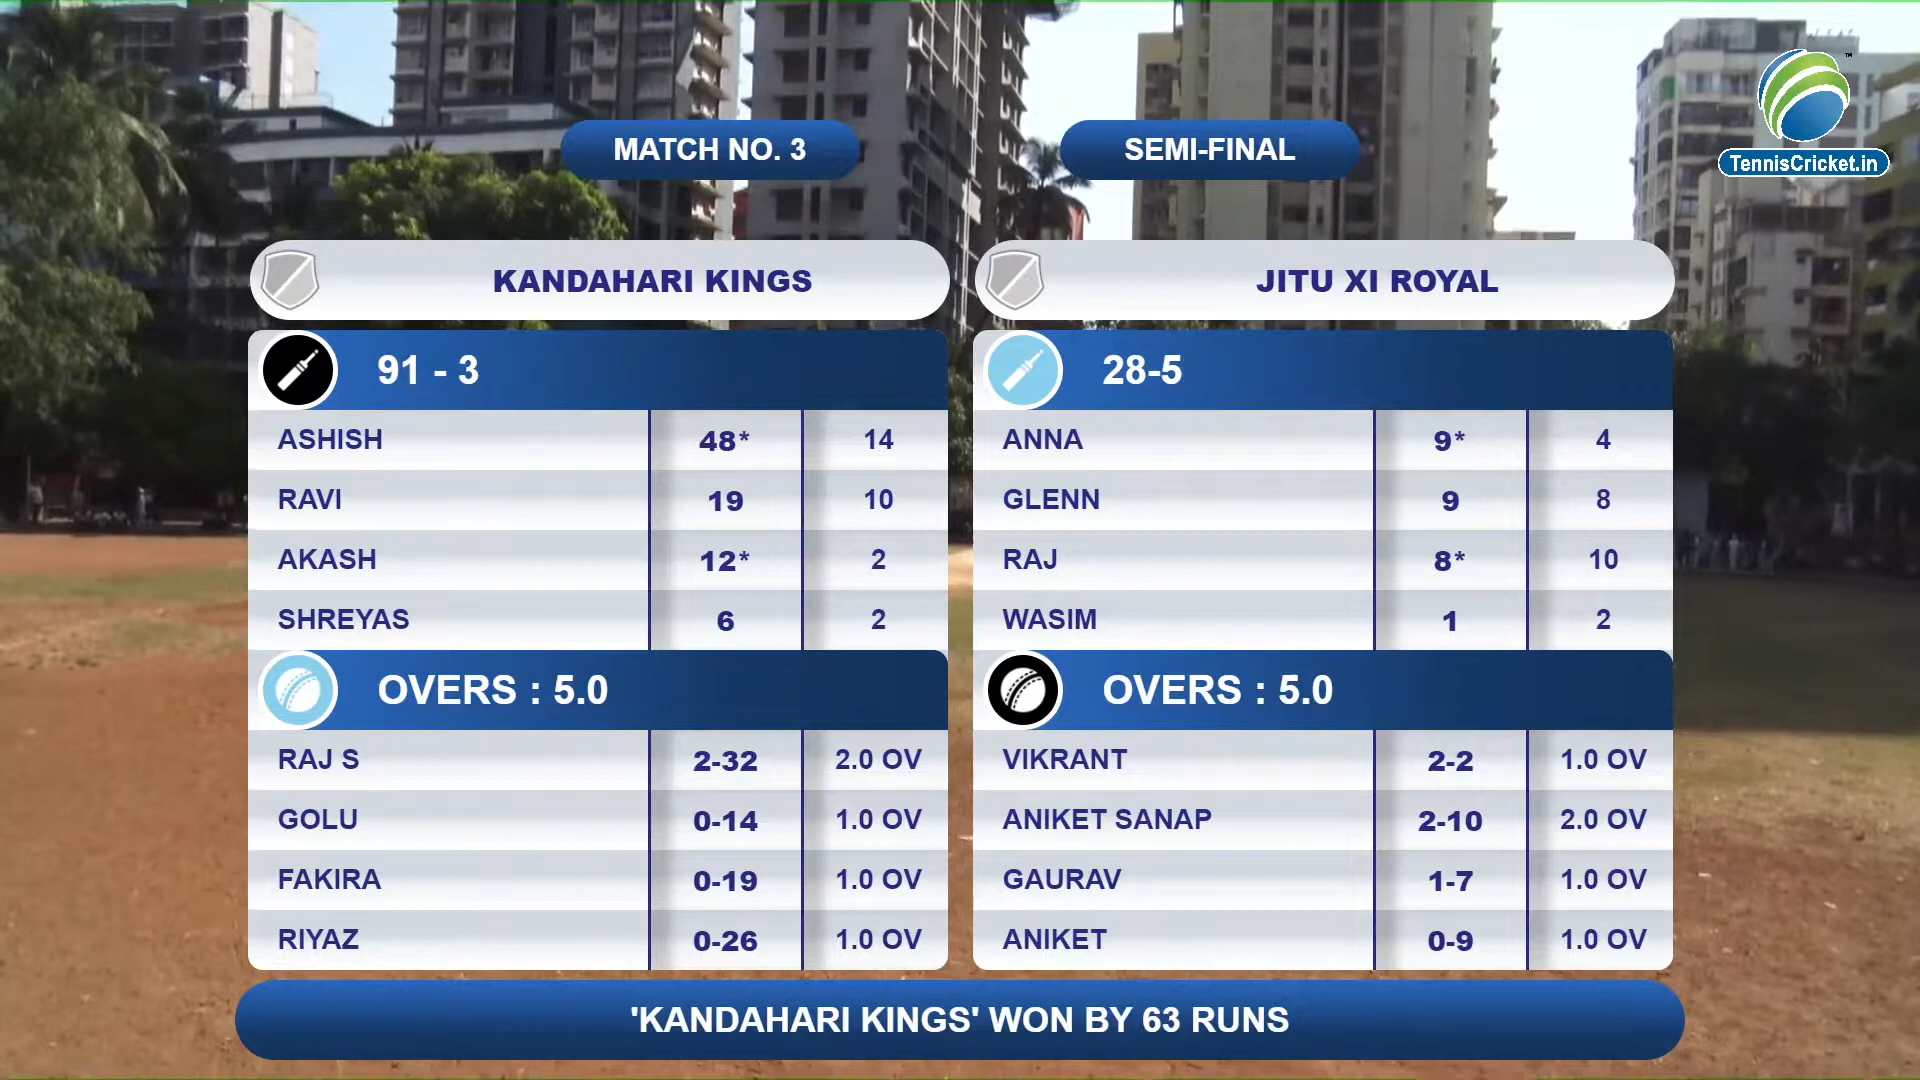 TennisCricket.in
TM
MATCH NO. 3
SEMI-FINAL
KANDAHARI KINGS
91 - 3
ASHISH 48* 14
RAVI 19 10
AKASH 12* 2
SHREYAS 6 2
OVERS : 5.0
RAJ S 2-32 2.0 OV
GOLU 0-14 1.0 OV
FAKIRA 0-19 1.0 OV
RIYAZ 0-26 1.0 OV
JITU XI ROYAL
28-5
ANNA 9* 4
GLENN 9 8
RAJ 8* 10
WASIM 1 2
OVERS : 5.0
VIKRANT 2-2 1.0 OV
ANIKET SANAP 2-10 2.0 OV
GAURAV 1-7 1.0 OV
ANIKET 0-9 1.0 OV
'KANDAHARI KINGS' WON BY 63 RUNS